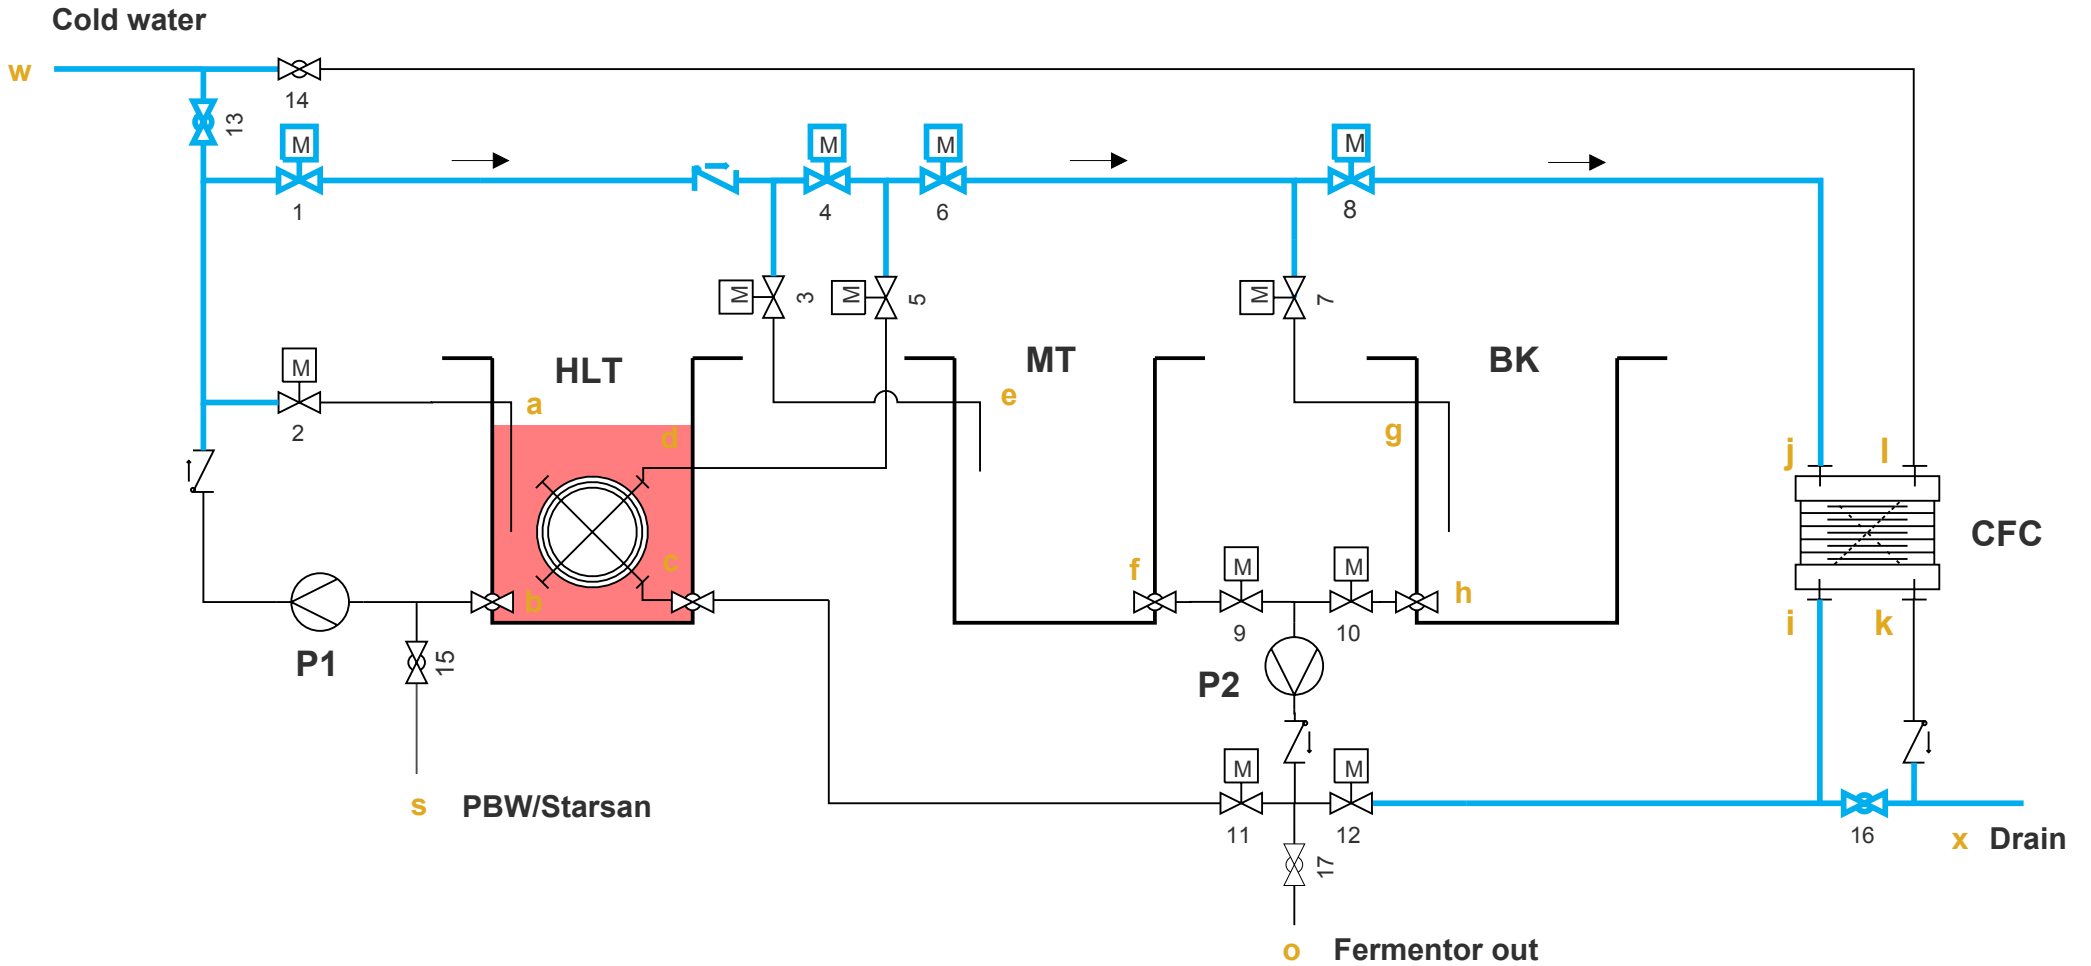 Cold water
w
14
13
M
M
M
M
1
4
6
8
M
3
M
5
M
7
M
HLT
MT
BK
a
e
2
d
g
j
l
c
f
M
M
h
CFC
b
9
10
i
k
P1
15
P2
s
PBW/Starsan
M
M
11
12
16
x
Drain
17
o
Fermentor out